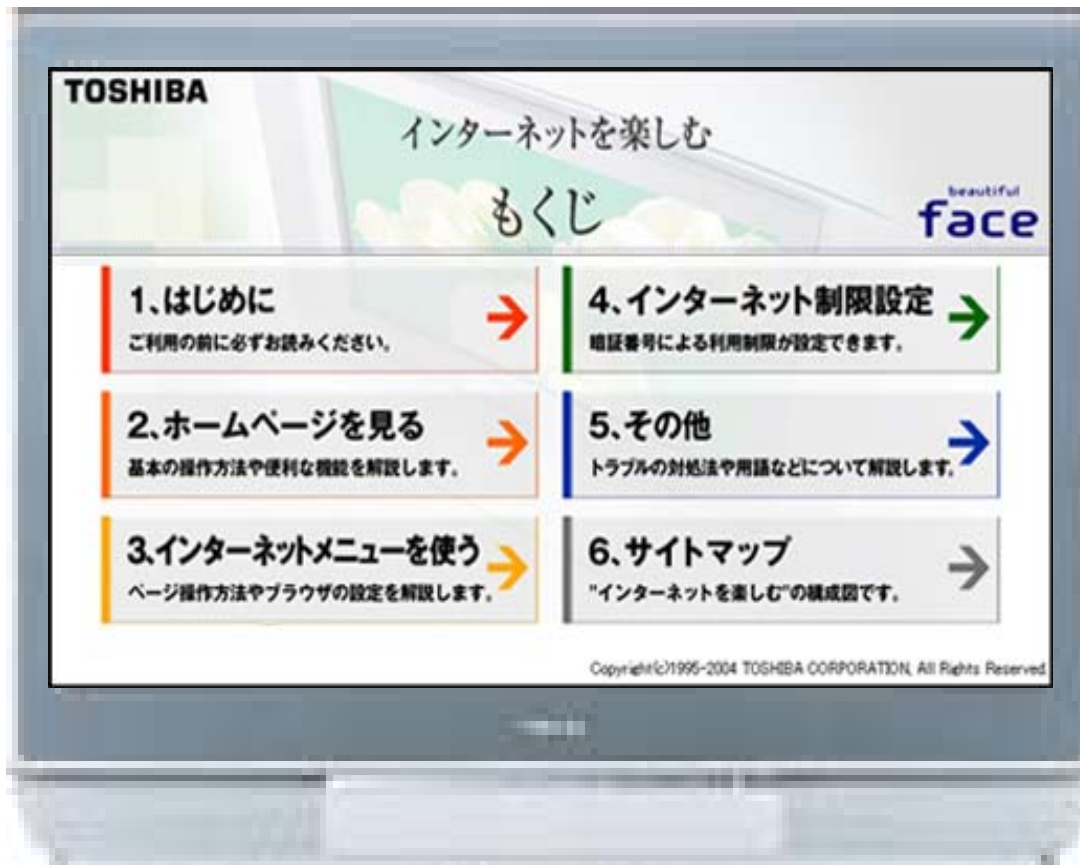 TOSHIBA
インターネットを楽しむ
もくじ
beautiful
face
1、はじめに
ご利用の前に必ずお読みください。
2、ホームページを見る
基本の操作方法や便利な機能を解説します。
3、インターネットメニューを使う
ページ操作方法やブラウザの設定を解説します。
4、インターネット制限設定
暗証番号による利用制限が設定できます。
5、その他
トラブルの対処法や用語などについて解説します。
6、サイトマップ
"インターネットを楽しむ"の構成図です。
Copyright(c)1995-2004 TOSHIBA CORPORATION, All Rights Reserved.